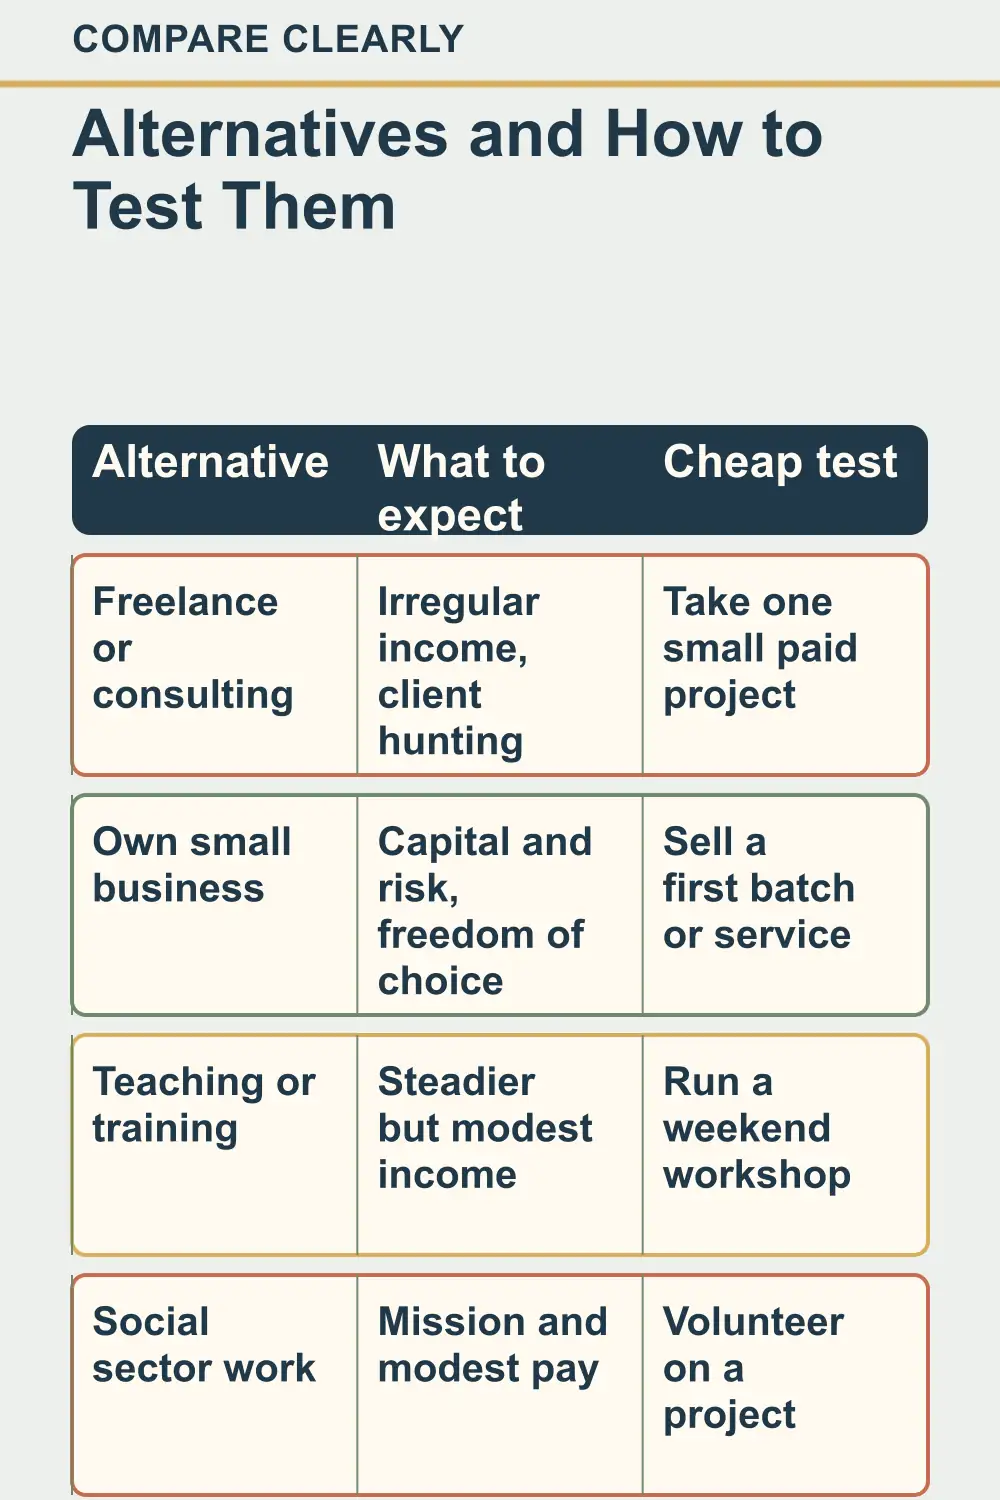 COMPARE CLEARLY
Alternatives and How to
Test Them
Alternative
What to
expect
Cheap test
Freelance
or
consulting
Irregular
income,
client
hunting
Take one
small paid
project
Own small
business
Capital and
risk,
freedom of
choice
Sell a
first batch
or service
Teaching or
training
Steadier
but modest
income
Run a
weekend
workshop
Social
sector work
Mission and
modest pay
Volunteer
on a
project